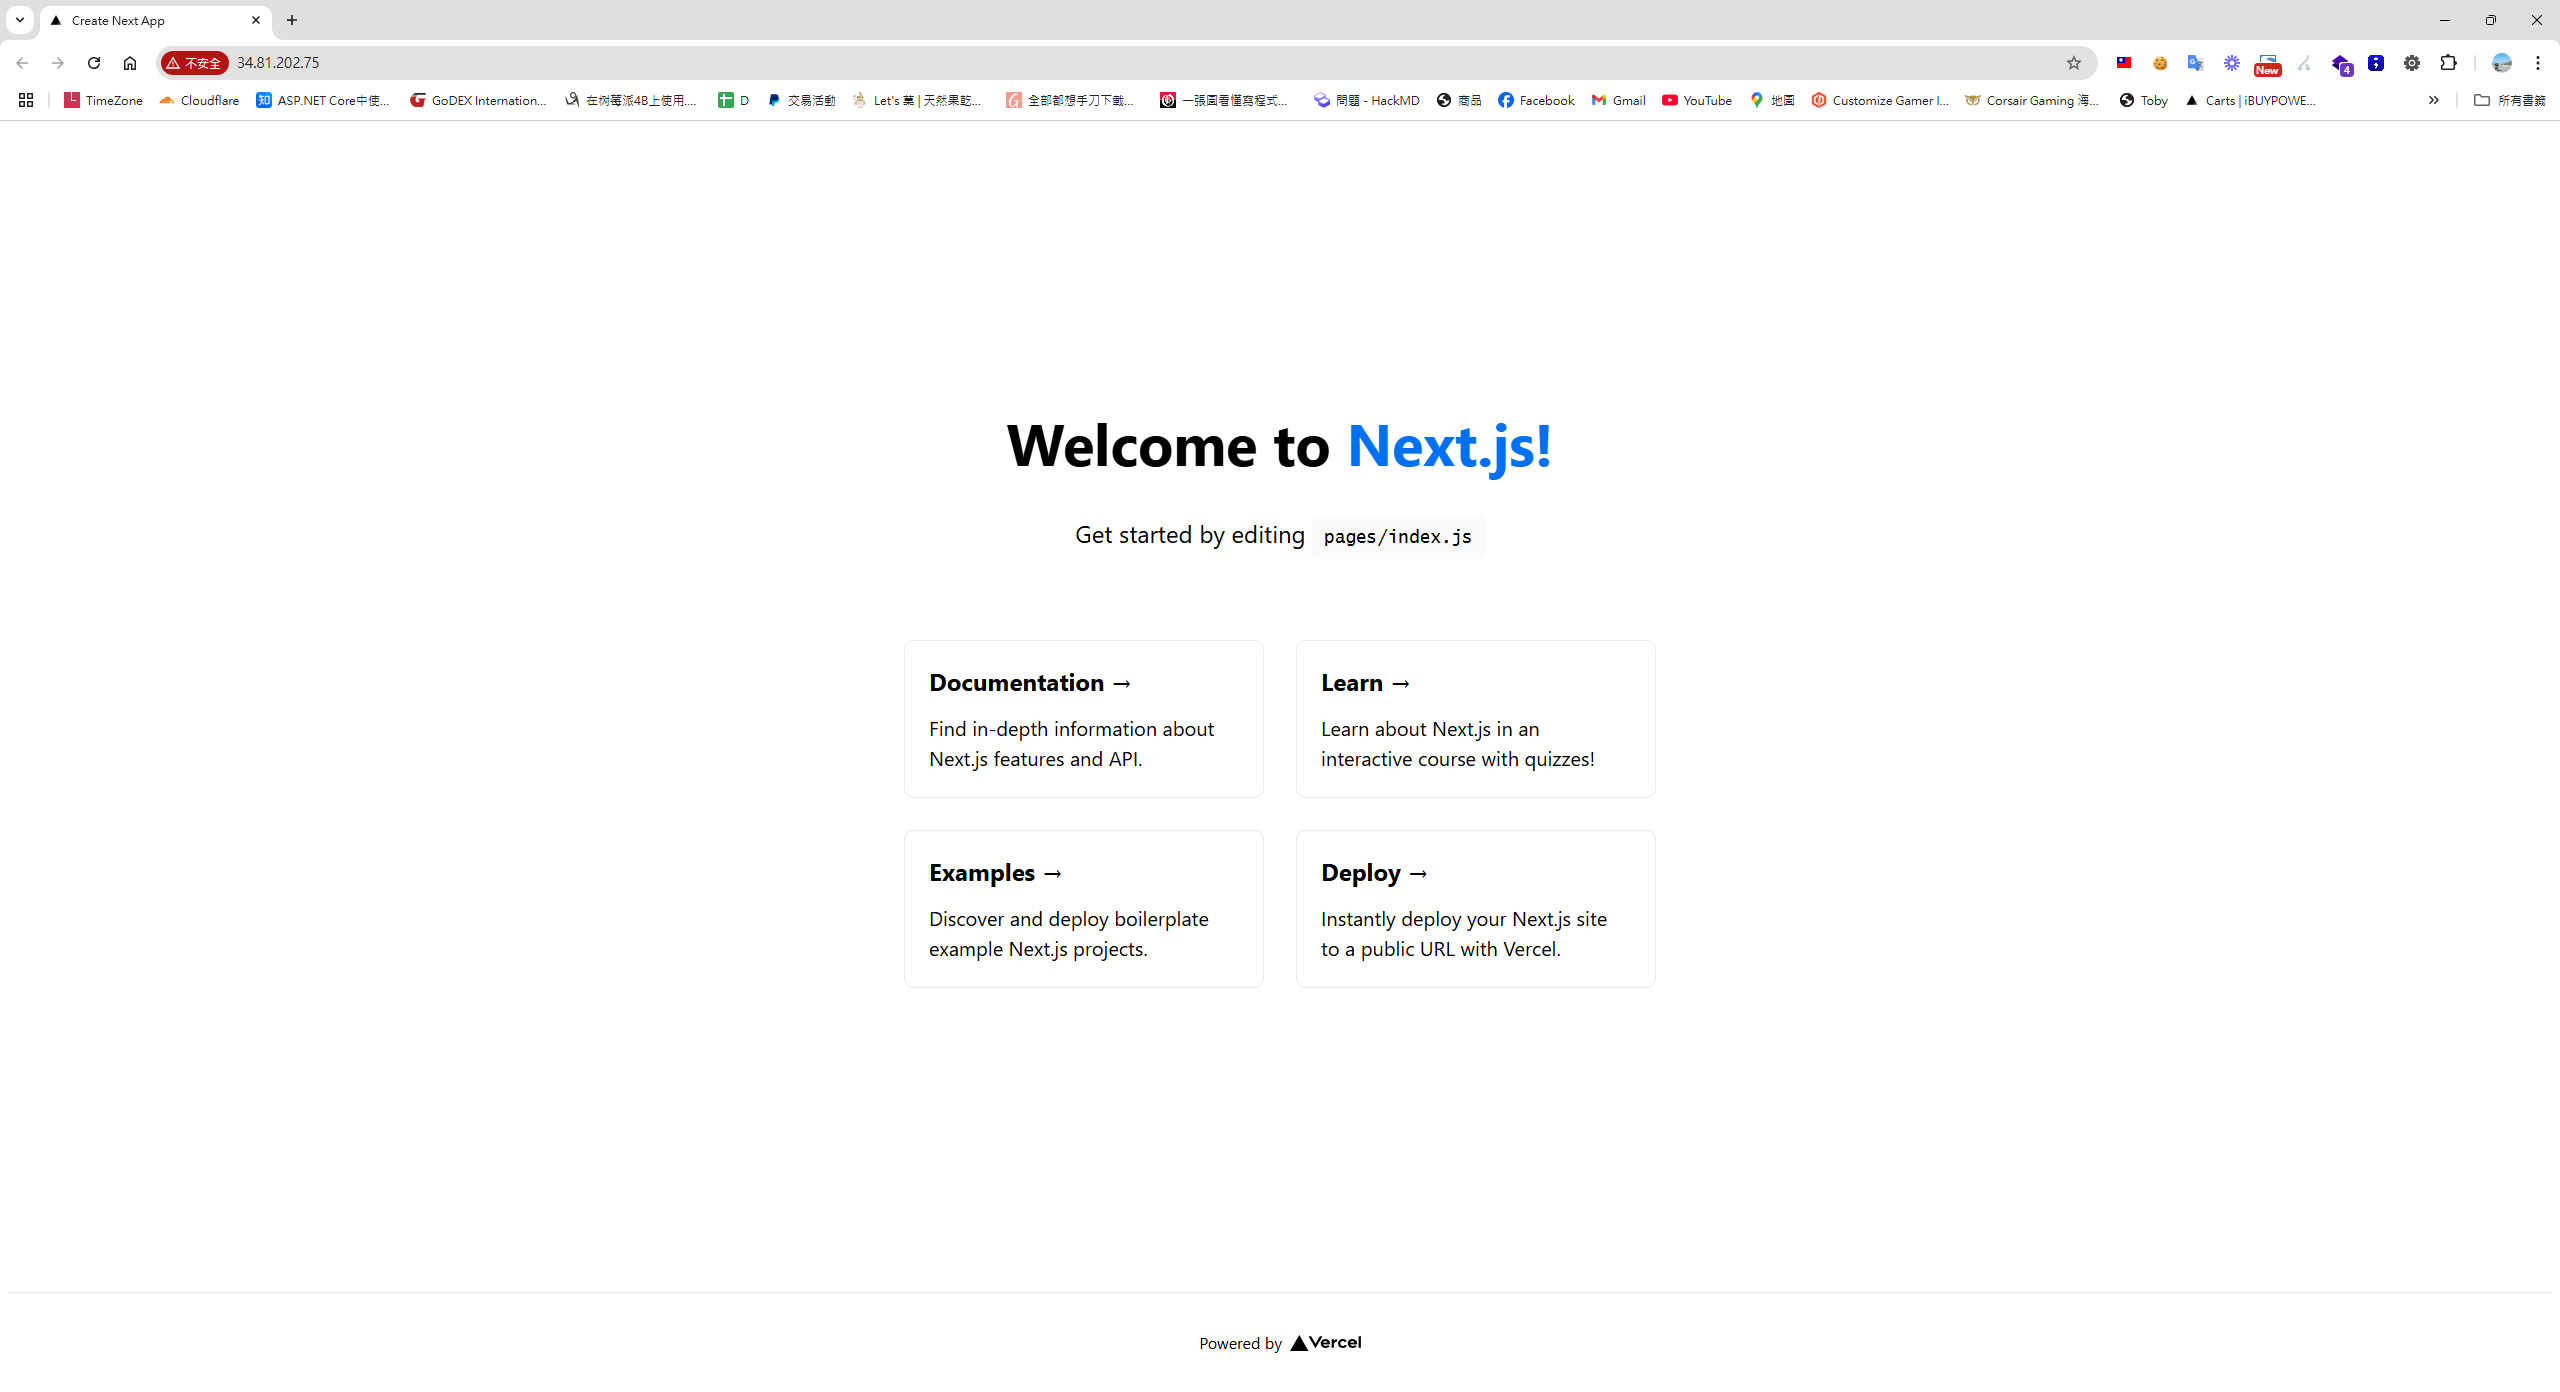 Create Next App
不安全 34.81.202.75
New
4
TimeZone Cloudflare ASP.NET Core中使... GoDEX Internation... 在树莓派4B上使用.... D 交易活動 Let's 菓 | 天然果乾... 全部都想手刀下載... 一張圖看懂寫程式... 問題 - HackMD 商品 Facebook Gmail YouTube 地圖 Customize Gamer I... Corsair Gaming 海... Toby Carts | iBUYPOWE... 所有書籤
Welcome to Next.js!
Get started by editing pages/index.js
Documentation →
Find in-depth information about
Next.js features and API.
Learn →
Learn about Next.js in an
interactive course with quizzes!
Examples →
Discover and deploy boilerplate
example Next.js projects.
Deploy →
Instantly deploy your Next.js site
to a public URL with Vercel.
Powered by Vercel